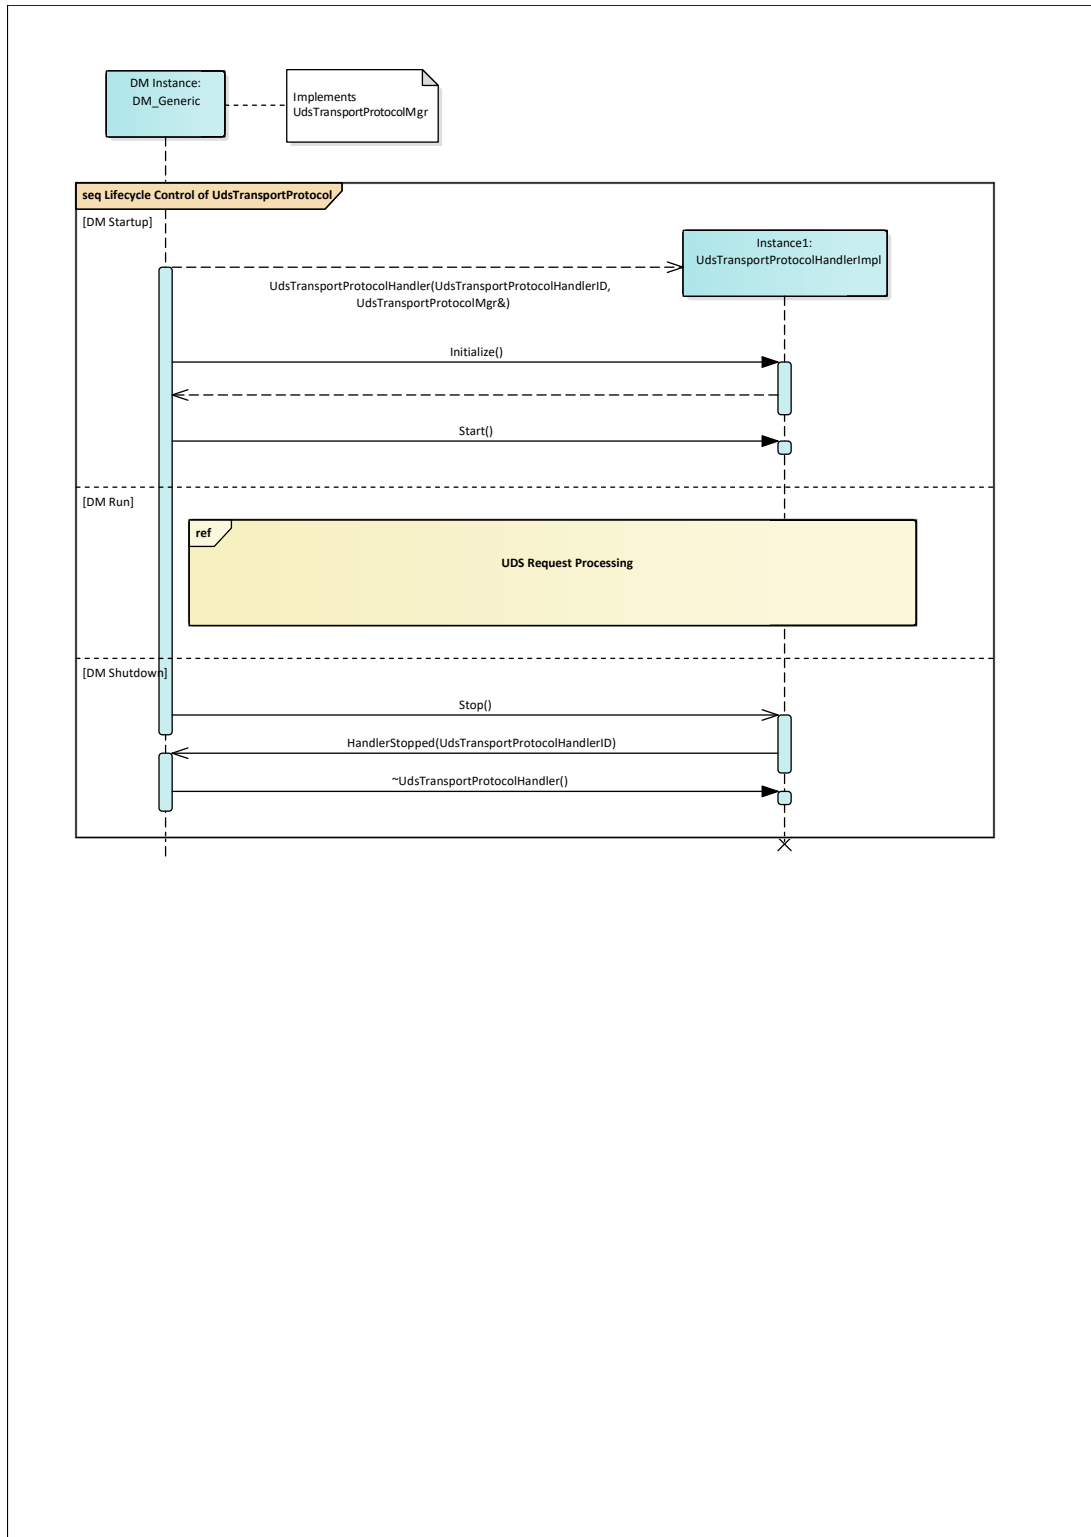 DM Instance:
DM_Generic
Implements
UdsTransportProtocolMgr
seq Lifecycle Control of UdsTransportProtocol
[DM Startup]
Instance1:
UdsTransportProtocolHandlerImpl
UdsTransportProtocolHandler(UdsTransportProtocolHandlerID,
UdsTransportProtocolMgr&)
Initialize()
Start()
[DM Run]
ref
UDS Request Processing
[DM Shutdown]
Stop()
HandlerStopped(UdsTransportProtocolHandlerID)
~UdsTransportProtocolHandler()